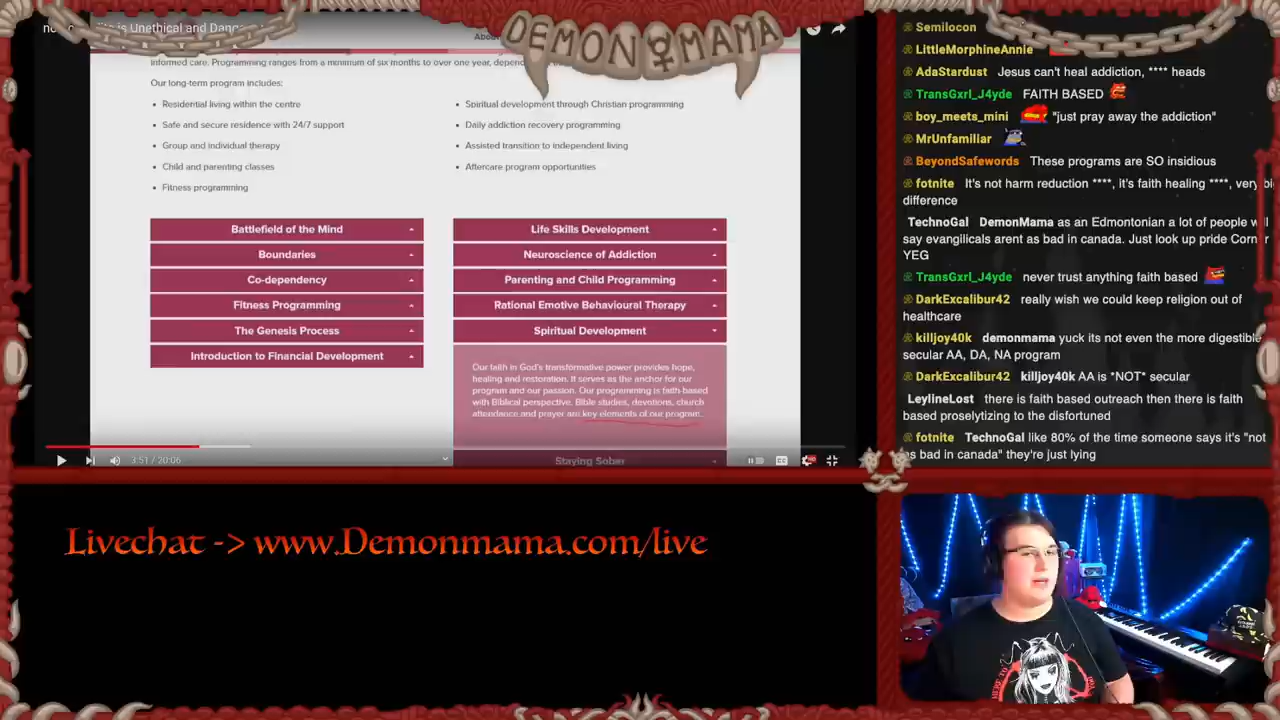 is Unethical and
DEMON MAMA
informed care. Programming ranges from a minimum of six months to over one year,
Our long-term program includes:
Residential living within the centre
Safe and secure residence with 24/7 support
Group and individual therapy
Child and parenting classes
Fitness programming
Spiritual development through Christian programming
Daily addiction recovery programming
Assisted transition to independent living
Aftercare program opportunities
Battlefield of the Mind
Boundaries
Co-dependency
Fitness Programming
The Genesis Process
Introduction to Financial Development
Life Skills Development
Neuroscience of Addiction
Parenting and Child Programming
Rational Emotive Behavioural Therapy
Spiritual Development
Our faith in God's transformative power provides hope,
healing and restoration. It serves as the anchor for our
program and our passion. Our programming is faith-based
with Biblical perspective. Bible studies, devotions, church
attendance and prayer are key elements of our program.
Staying Sober
3:51 / 20:06
CC
Semilocon
LittleMorphineAnnie
AdaStardust Jesus can't heal addiction, **** heads
TransGxrl_J4yde FAITH BASED
boy_meets_mini "just pray away the addiction"
MrUnfamiliar
BeyondSafewords These programs are SO insidious
fotnite It's not harm reduction ****, it's faith healing ****, very
difference
TechnoGal DemonMama as an Edmontonian a lot of people
say evangilicals arent as bad in canada. Just look up pride Corner
YEG
TransGxrl_J4yde never trust anything faith based
DarkExcalibur42 really wish we could keep religion out of
healthcare
killjoy40k demonmama yuck its not even the more digestible
secular AA, DA, NA program
DarkExcalibur42 killjoy40k AA is *NOT* secular
LeylineLost there is faith based outreach then there is faith
based proselytizing to the disfortuned
fotnite TechnoGal like 80% of the time someone says it's "not
as bad in canada" they're just lying
Livechat -> www.Demonmama.com/live